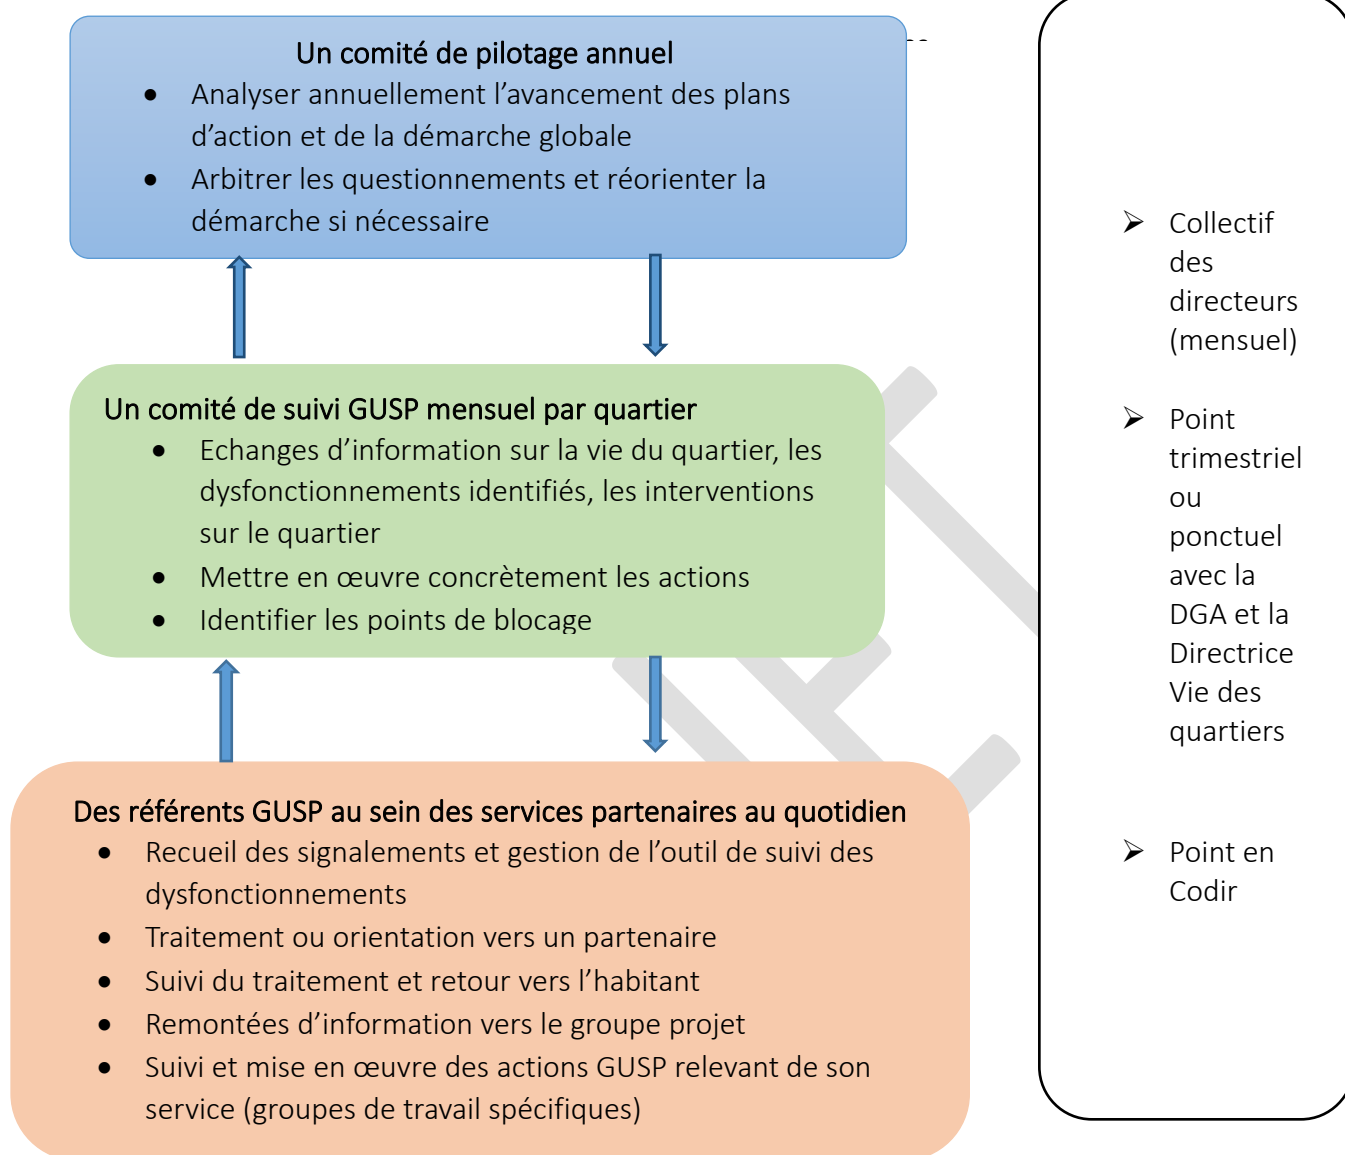 Un comité de pilotage annuel
• Analyser annuellement l’avancement des plans
d’action et de la démarche globale
• Arbitrer les questionnements et réorienter la
démarche si nécessaire
Un comité de suivi GUSP mensuel par quartier
• Echanges d’information sur la vie du quartier, les
dysfonctionnements identifiés, les interventions
sur le quartier
• Mettre en œuvre concrètement les actions
• Identifier les points de blocage
Des référents GUSP au sein des services partenaires au quotidien
• Recueil des signalements et gestion de l’outil de suivi des
dysfonctionnements
• Traitement ou orientation vers un partenaire
• Suivi du traitement et retour vers l’habitant
• Remontées d’information vers le groupe projet
• Suivi et mise en œuvre des actions GUSP relevant de son
service (groupes de travail spécifiques)
➢ Collectif
des
directeurs
(mensuel)
➢ Point
trimestriel
ou
ponctuel
avec la
DGA et la
Directrice
Vie des
quartiers
➢ Point en
Codir